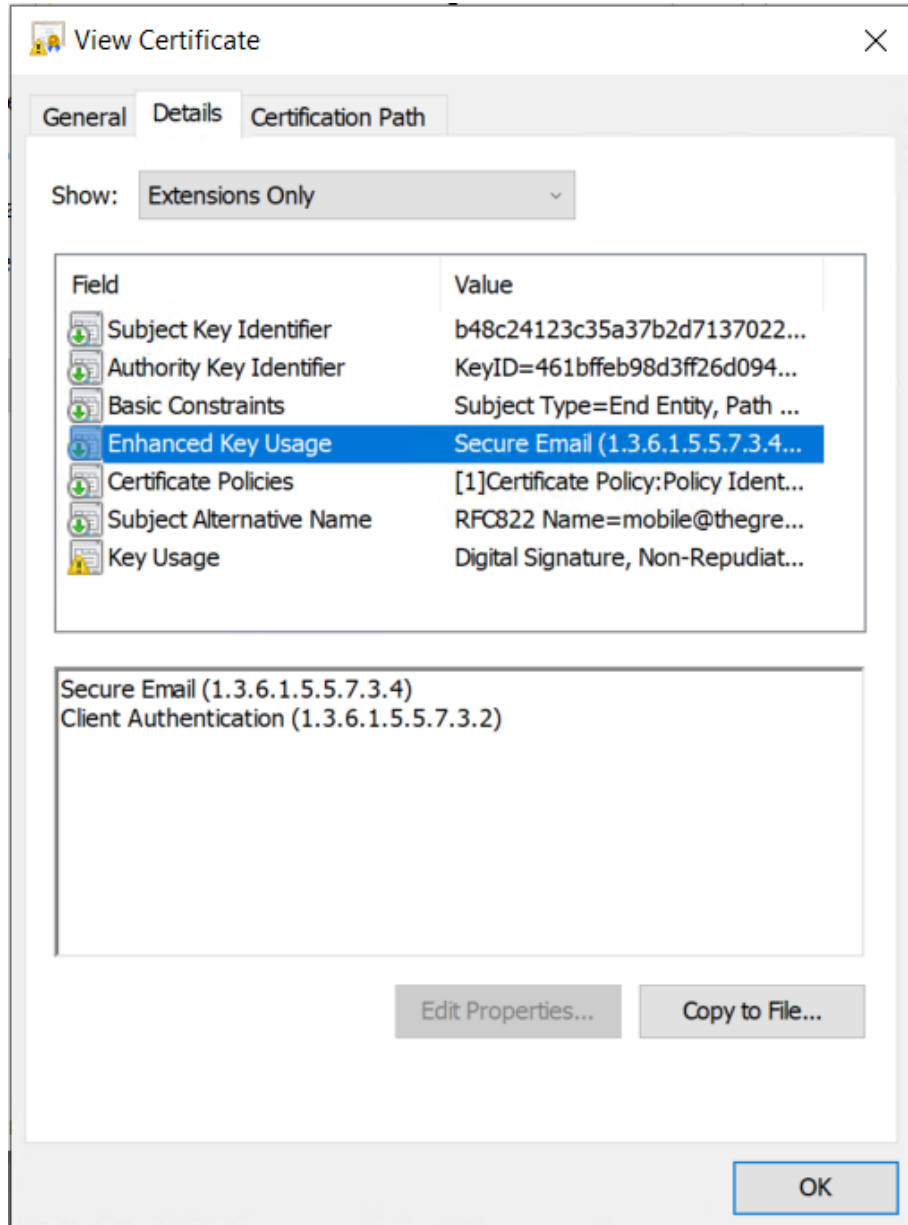 View Certificate
General Details Certification Path
Show: Extensions Only
Field Value
Subject Key Identifier b48c24123c35a37b2d7137022...
Authority Key Identifier KeyID=461bffeb98d3ff26d094...
Basic Constraints Subject Type=End Entity, Path ...
Enhanced Key Usage Secure Email (1.3.6.1.5.5.7.3.4...
Certificate Policies [1]Certificate Policy:Policy Ident...
Subject Alternative Name RFC822 Name=mobile@thegre...
Key Usage Digital Signature, Non-Repudiat...
Secure Email (1.3.6.1.5.5.7.3.4)
Client Authentication (1.3.6.1.5.5.7.3.2)
Edit Properties... Copy to File...
OK